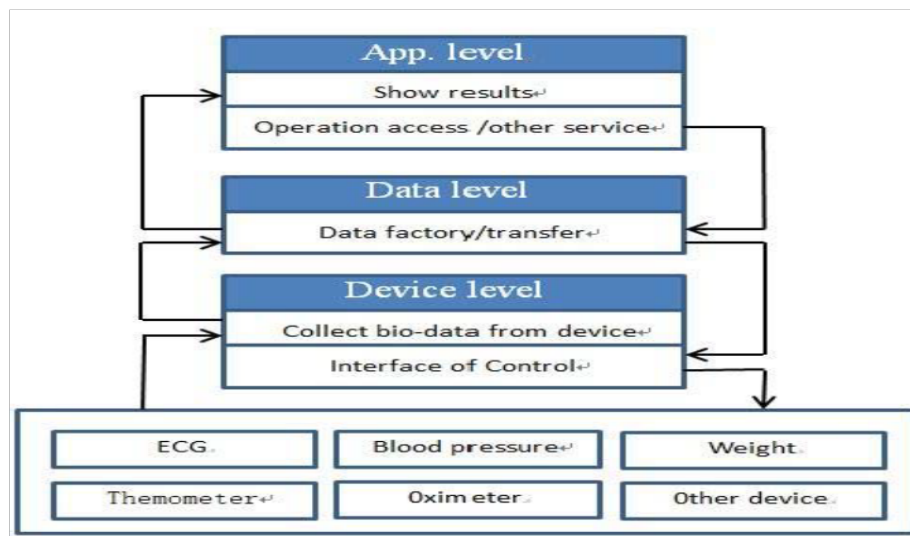 App. level
Show results↵
Operation access /other service↵
Data level
Data factory/transfer↵
Device level
Collect bio-data from device↵
Interface of Control↵
ECG.
Blood pressure↵
Weight.
Themometer↵
Oximeter.
Other device.